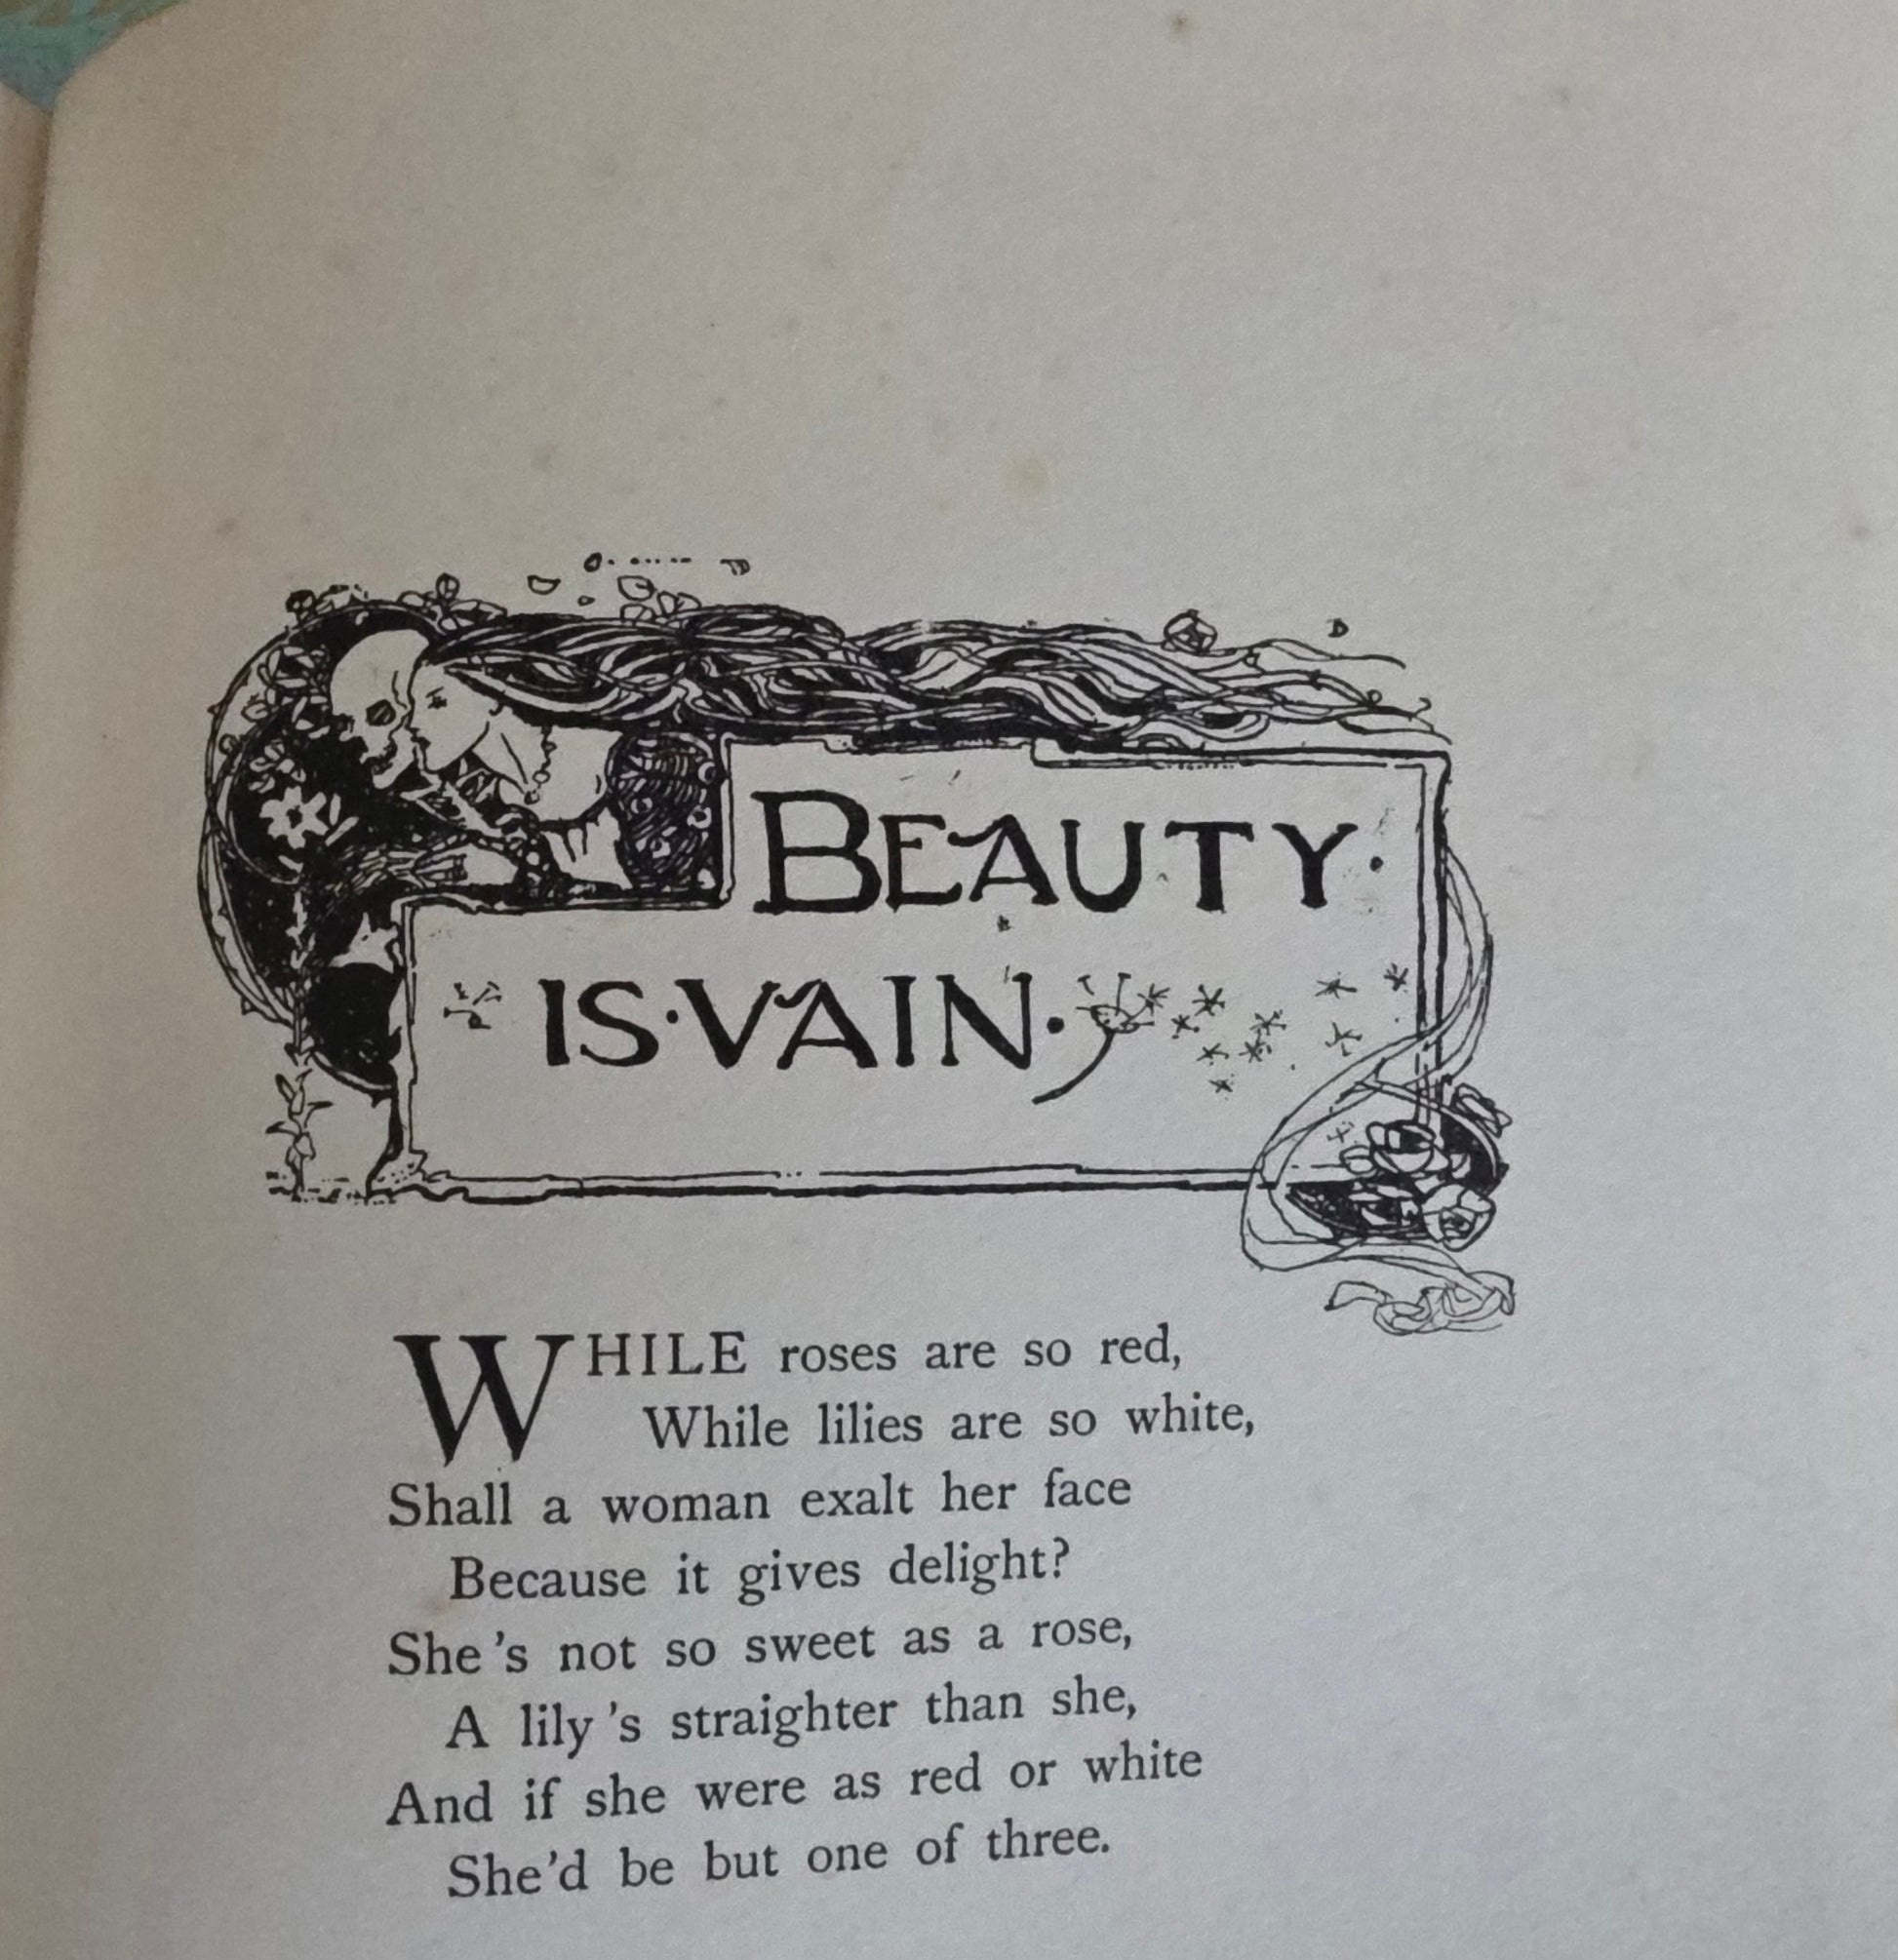 BEAUTY·
IS·VAIN·
WHILE roses are so red,
While lilies are so white,
Shall a woman exalt her face
Because it gives delight?
She's not so sweet as a rose,
A lily's straighter than she,
And if she were as red or white
She'd be but one of three.